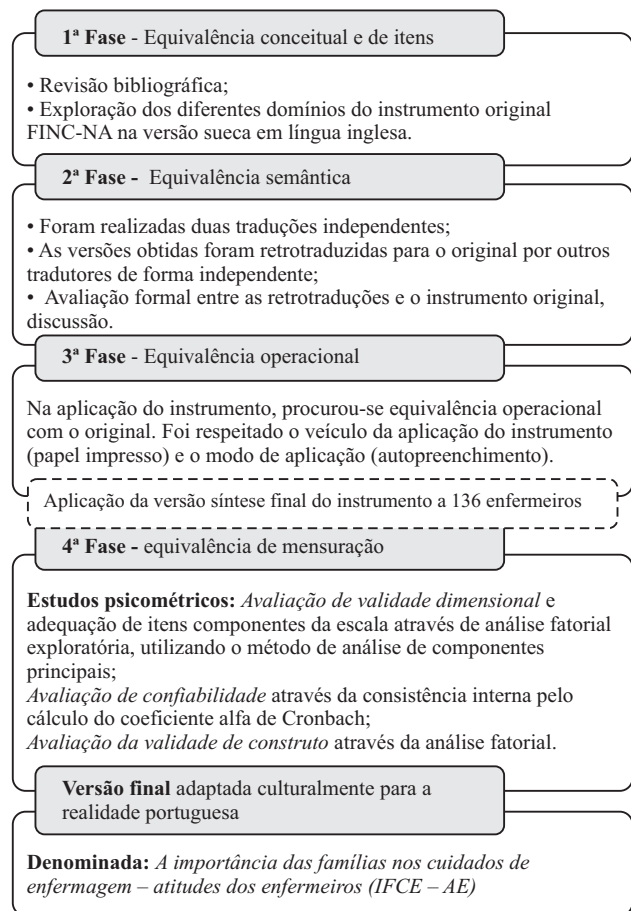 1ª Fase - Equivalência conceitual e de itens
• Revisão bibliográfica;
• Exploração dos diferentes domínios do instrumento original
FINC-NA na versão sueca em língua inglesa.
2ª Fase - Equivalência semântica
• Foram realizadas duas traduções independentes;
• As versões obtidas foram retrotraduzidas para o original por outros
tradutores de forma independente;
• Avaliação formal entre as retrotraduções e o instrumento original,
discussão.
3ª Fase - Equivalência operacional
Na aplicação do instrumento, procurou-se equivalência operacional
com o original. Foi respeitado o veículo da aplicação do instrumento
(papel impresso) e o modo de aplicação (autopreenchimento).
Aplicação da versão síntese final do instrumento a 136 enfermeiros
4ª Fase - equivalência de mensuração
Estudos psicométricos: Avaliação de validade dimensional e
adequação de itens componentes da escala através de análise fatorial
exploratória, utilizando o método de análise de componentes
principais;
Avaliação de confiabilidade através da consistência interna pelo
cálculo do coeficiente alfa de Cronbach;
Avaliação da validade de construto através da análise fatorial.
Versão final adaptada culturalmente para a
realidade portuguesa
Denominada: A importância das famílias nos cuidados de
enfermagem – atitudes dos enfermeiros (IFCE – AE)